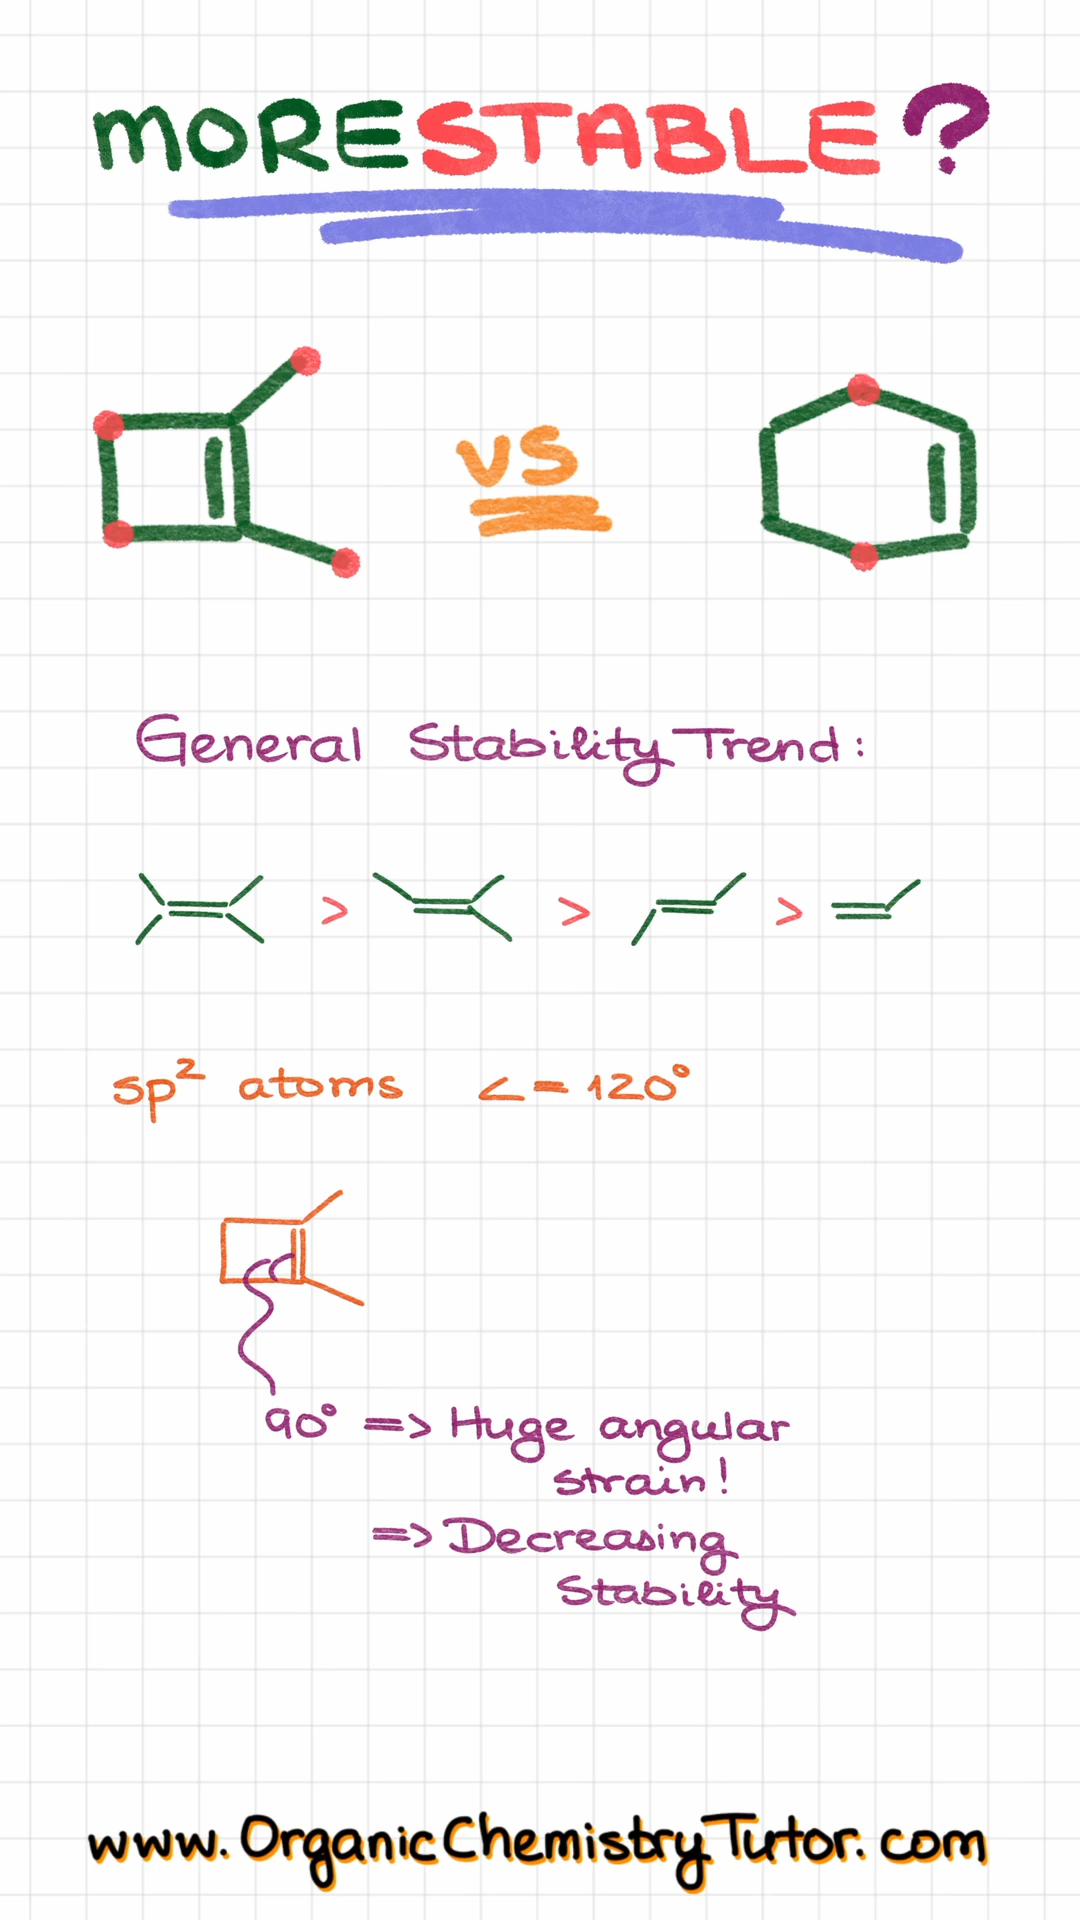 MORE STABLE?
VS
General Stability Trend:
> > >
sp² atoms ∠ = 120°
90° => Huge angular
strain!
=> Decreasing
Stability
www.OrganicChemistryTutor.com